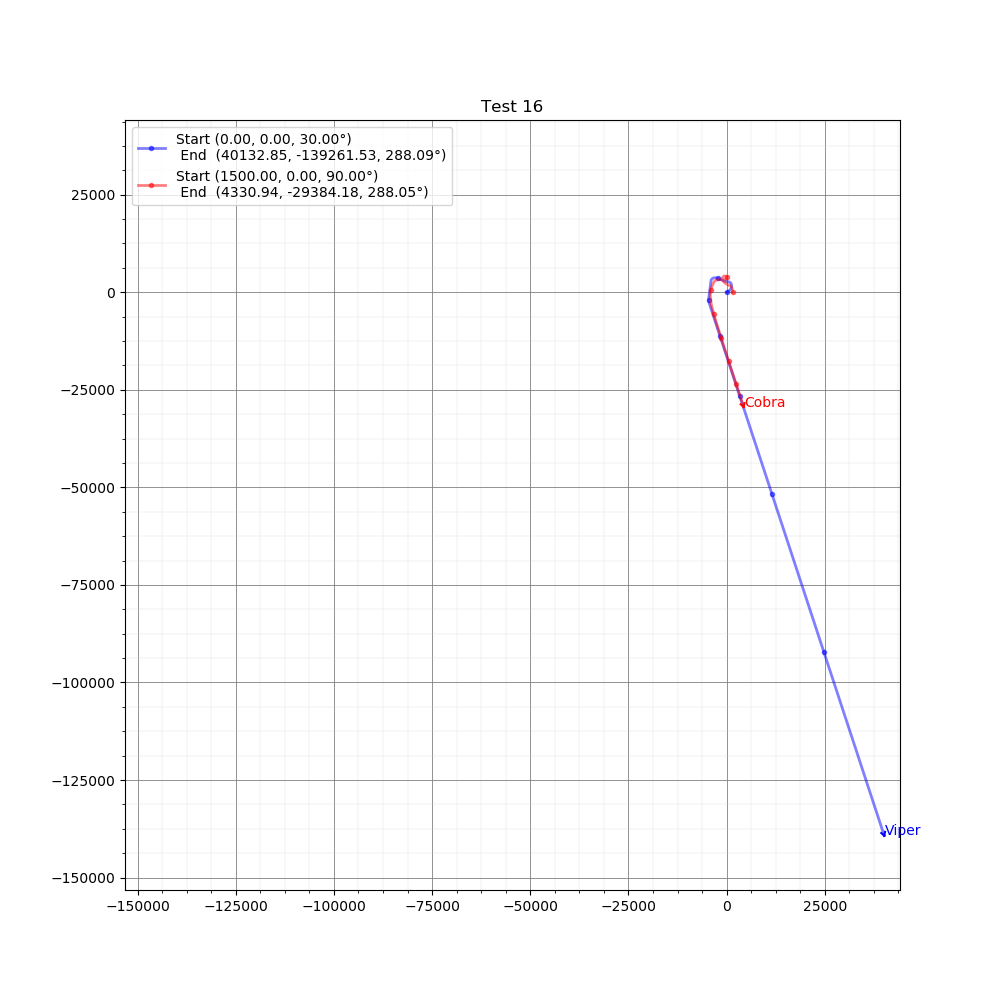 Test 16
Start (0.00, 0.00, 30.00°)
End (40132.85, -139261.53, 288.09°)
Start (1500.00, 0.00, 90.00°)
End (4330.94, -29384.18, 288.05°)
25000
0
−25000
−50000
−75000
−100000
−125000
−150000
Cobra
Viper
−150000 −125000 −100000 −75000 −50000 −25000 0 25000